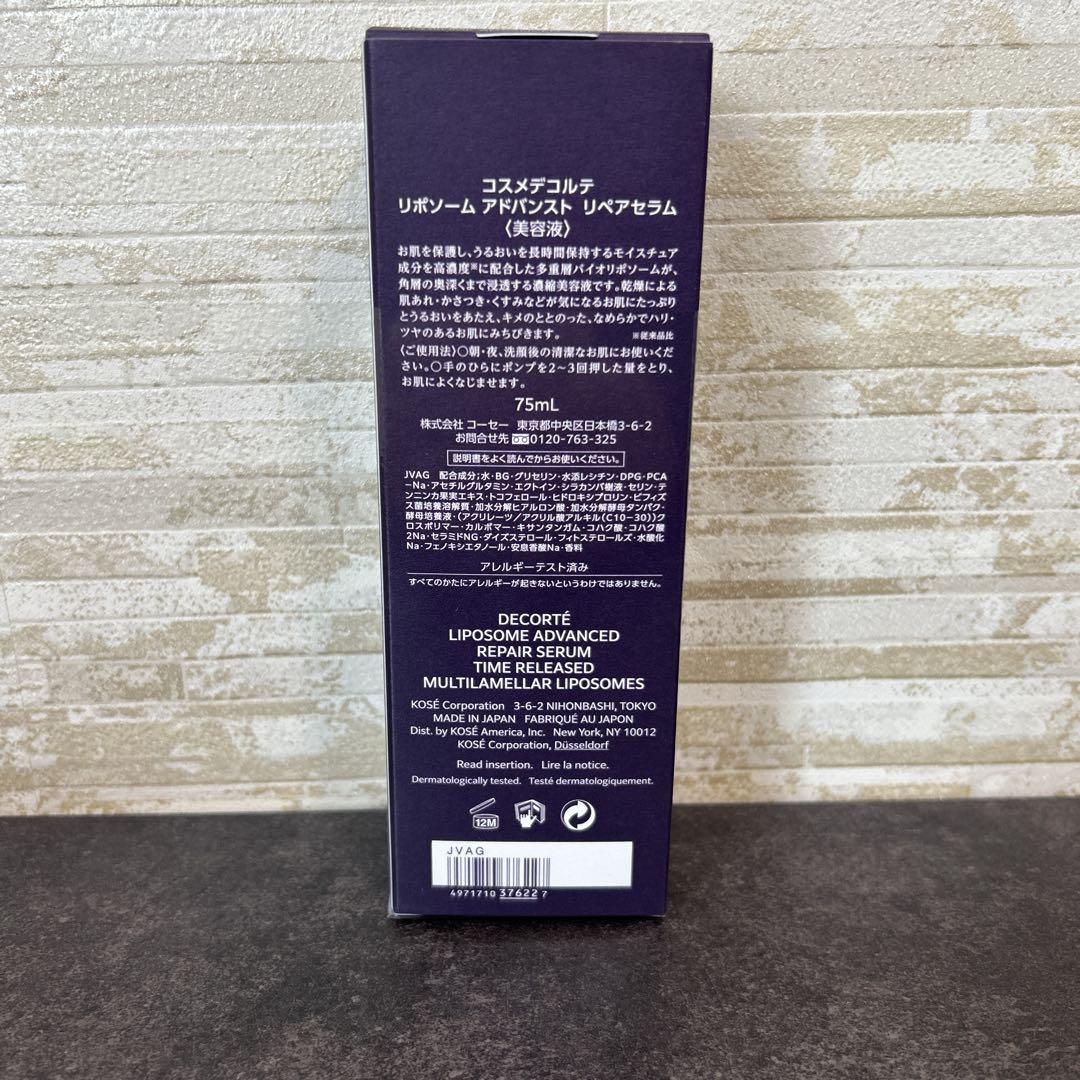 コスメデコルテ
リポソーム アドバンスト リペアセラム
〈美容液〉
お肌を保護し、うるおいを長時間保持するモイスチュア
成分を高濃度※に配合した多重層バイオリポソームが、
角層の奥深くまで浸透する濃縮美容液です。乾燥による
肌あれ・かさつき・くすみなどが気になるお肌にたっぷり
とうるおいをあたえ、キメのととのった、なめらかでハリ・
ツヤのあるお肌にみちびきます。 ※従来品比
〈ご使用法〉○朝・夜、洗顔後の清潔なお肌にお使いくだ
さい。○手のひらにポンプを2〜3回押した量をとり、
お肌によくなじませます。
75mL
株式会社 コーセー 東京都中央区日本橋3-6-2
お問合せ先 0120-763-325
説明書をよく読んでからお使いください。
JVAG 配合成分;水・BG・グリセリン・水添レシチン・DPG・PCA
-Na・アセチルグルタミン・エクトイン・シラカンバ樹液・セリン・テ
ンニンカ果実エキス・トコフェロール・ヒドロキシプロリン・ビフィズ
ス菌培養溶解質・加水分解ヒアルロン酸・加水分解酵母タンパク・
酵母培養液・(アクリレーツ/アクリル酸アルキル(C10-30))ク
ロスポリマー・カルボマー・キサンタンガム・コハク酸・コハク酸
2Na・セラミドNG・ダイズステロール・フィトステロールズ・水酸化
Na・フェノキシエタノール・安息香酸Na・香料
アレルギーテスト済み
すべてのかたにアレルギーが起きないというわけではありません。
DECORTÉ
LIPOSOME ADVANCED
REPAIR SERUM
TIME RELEASED
MULTILAMELLAR LIPOSOMES
KOSÉ Corporation 3-6-2 NIHONBASHI, TOKYO
MADE IN JAPAN FABRIQUÉ AU JAPON
Dist. by KOSÉ America, Inc. New York, NY 10012
KOSÉ Corporation, Düsseldorf
Read insertion. Lire la notice.
Dermatologically tested. Testé dermatologiquement.
12M
JVAG
4971710 37622 7